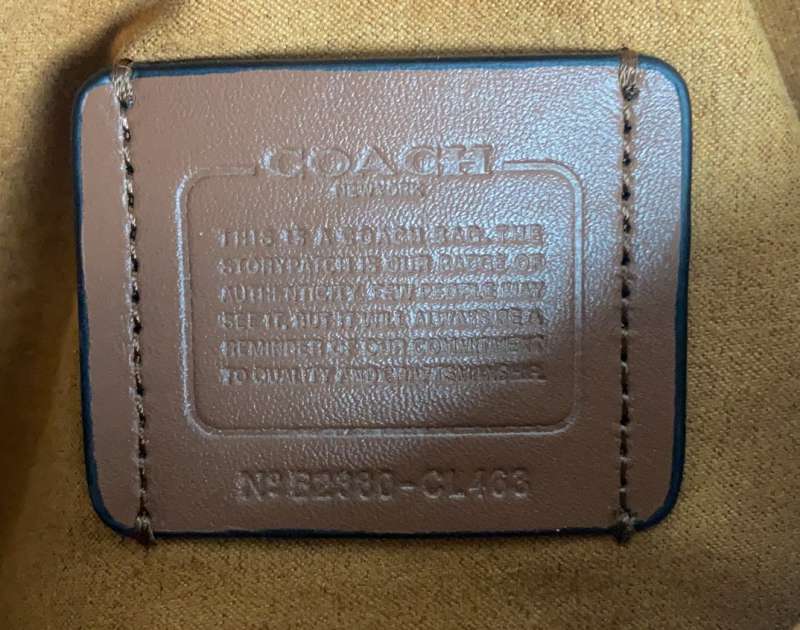 COACH
NEW YORK
THIS IS A COACH BAG. THE
STORYPATCH IS OUR BADGE OF
AUTHENTICITY. A FEW PEOPLE MAY
SEE IT, BUT IT WILL ALWAYS BE A
REMINDER OF OUR COMMITMENT
TO QUALITY AND CRAFTSMANSHIP.
Nº B2330-CL463